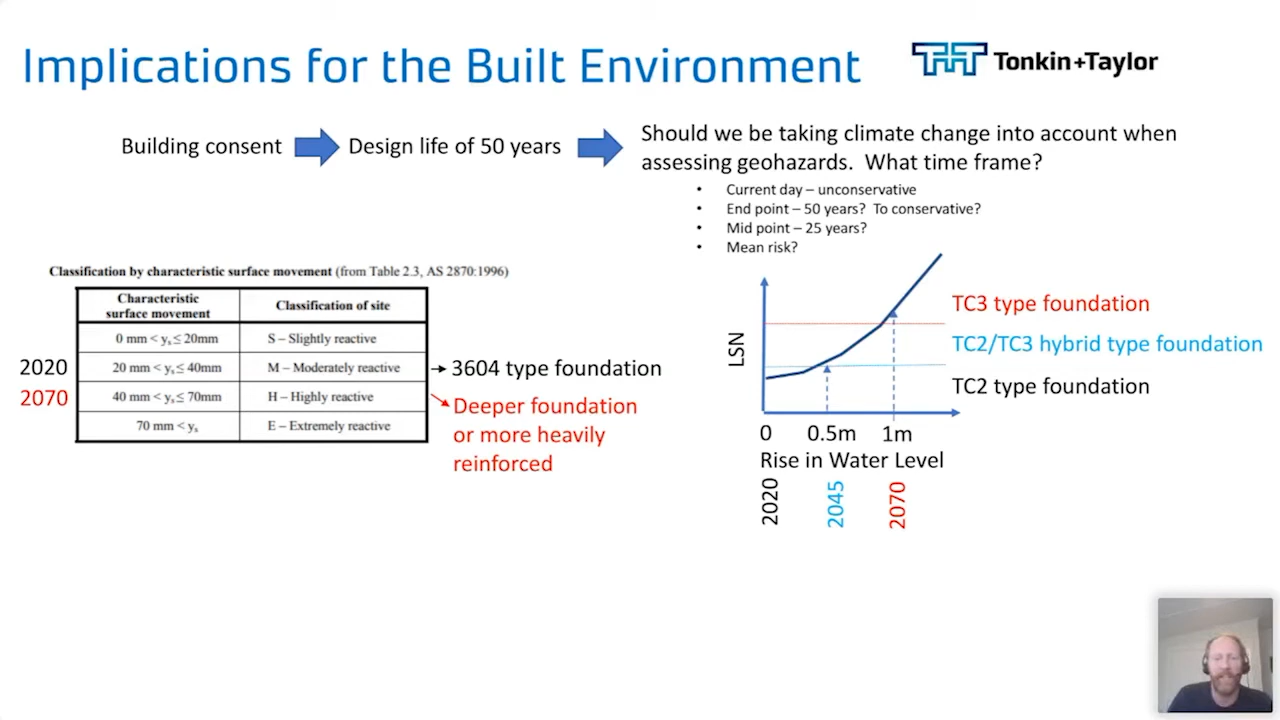 Implications for the Built Environment
Tonkin+Taylor
Building consent
Design life of 50 years
Should we be taking climate change into account when
assessing geohazards. What time frame?
• Current day – unconservative
• End point – 50 years? To conservative?
• Mid point – 25 years?
• Mean risk?
Classification by characteristic surface movement (from Table 2.3, AS 2870:1996)
Characteristic
surface movement
Classification of site
0 mm < yₛ ≤ 20mm
S – Slightly reactive
2020
20 mm < yₛ ≤ 40mm
M – Moderately reactive
3604 type foundation
2070
40 mm < yₛ ≤ 70mm
H – Highly reactive
70 mm < yₛ
E – Extremely reactive
Deeper foundation
or more heavily
reinforced
LSN
TC3 type foundation
TC2/TC3 hybrid type foundation
TC2 type foundation
0 0.5m 1m
Rise in Water Level
2020
2045
2070